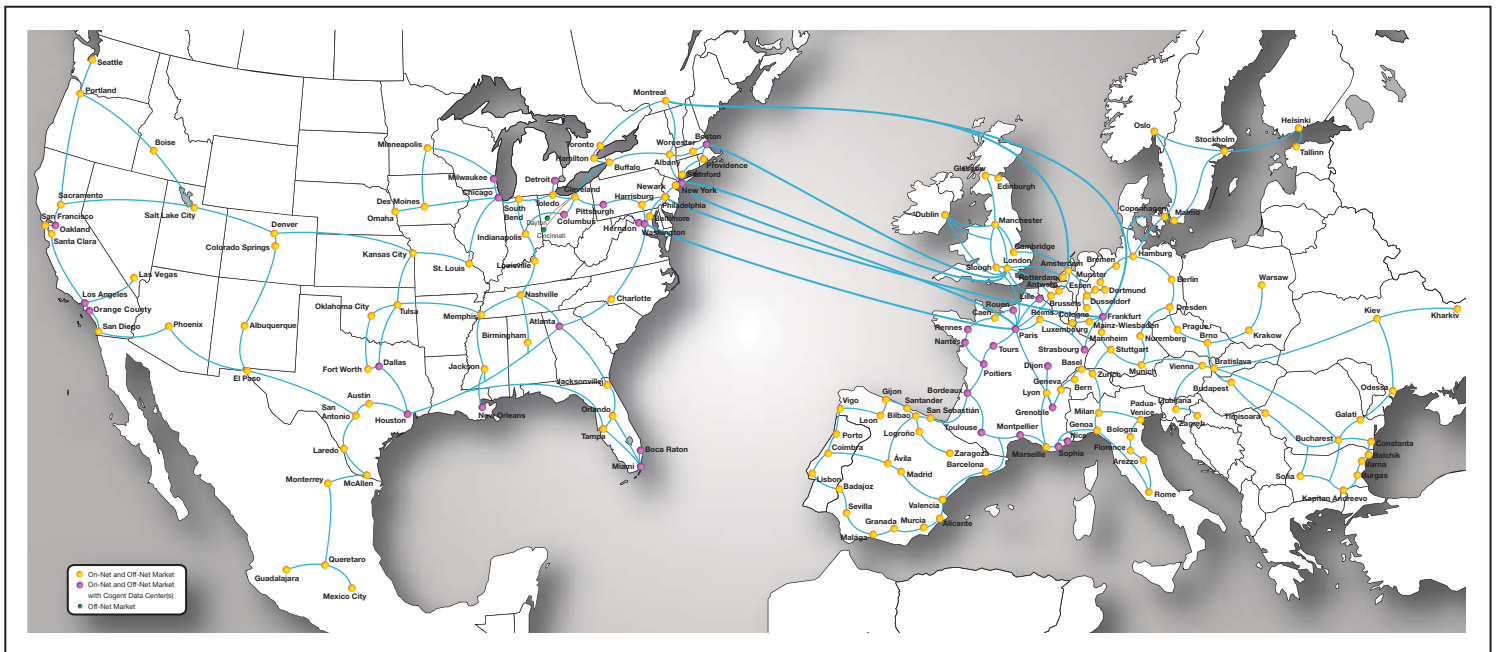 Seattle
Portland
Boise
Sacramento
San Francisco
Oakland
Santa Clara
Salt Lake City
Las Vegas
Los Angeles
Orange County
San Diego
Phoenix
Denver
Colorado Springs
Albuquerque
El Paso
Minneapolis
Des Moines
Omaha
Kansas City
St. Louis
Oklahoma City
Tulsa
Memphis
Fort Worth
Dallas
Austin
San
Antonio
Houston
Laredo
McAllen
Monterrey
Queretaro
Guadalajara
Mexico City
Milwaukee
Chicago
South
Bend
Detroit
Toledo
Cleveland
Dayton
Cincinnati
Columbus
Pittsburgh
Indianapolis
Louisville
Nashville
Birmingham
Atlanta
Charlotte
Jackson
New Orleans
Jacksonville
Orlando
Tampa
Boca Raton
Miami
Montreal
Toronto
Hamilton
Buffalo
Albany
Worcester
Boston
Providence
Stamford
Newark
New York
Harrisburg
Philadelphia
Baltimore
Herndon
Washington
Glasgow
Edinburgh
Dublin
Manchester
Cambridge
London
Slough
Oslo
Stockholm
Helsinki
Tallinn
Copenhagen
Malmo
Hamburg
Bremen
Amsterdam
Rotterdam
Antwerp
Munster
Essen
Dortmund
Dusseldorf
Brussels
Cologne
Lille
Rouen
Caen
Reims
Luxembourg
Frankfurt
Mainz-Wiesbaden
Mannheim
Berlin
Dresden
Prague
Nuremberg
Stuttgart
Munich
Strasbourg
Paris
Rennes
Nantes
Tours
Poitiers
Dijon
Basel
Zurich
Bern
Geneva
Lyon
Grenoble
Bordeaux
Toulouse
Montpellier
Marseille
Nice
Sophia
Milan
Genoa
Padua-
Venice
Bologna
Florence
Arezzo
Rome
Vigo
Gijon
Santander
Leon
Bilbao
San Sebastián
Logroño
Porto
Coimbra
Ávila
Madrid
Zaragoza
Barcelona
Lisbon
Badajoz
Sevilla
Valencia
Granada
Murcia
Alicante
Malága
Warsaw
Krakow
Brno
Bratislava
Vienna
Budapest
Ljubljana
Zagreb
Timisoara
Kiev
Kharkiv
Odessa
Galati
Bucharest
Constanta
Balchik
Varna
Burgas
Sofia
Kapitan Andreevo
On-Net and Off-Net Market
On-Net and Off-Net Market
with Cogent Data Center(s)
Off-Net Market